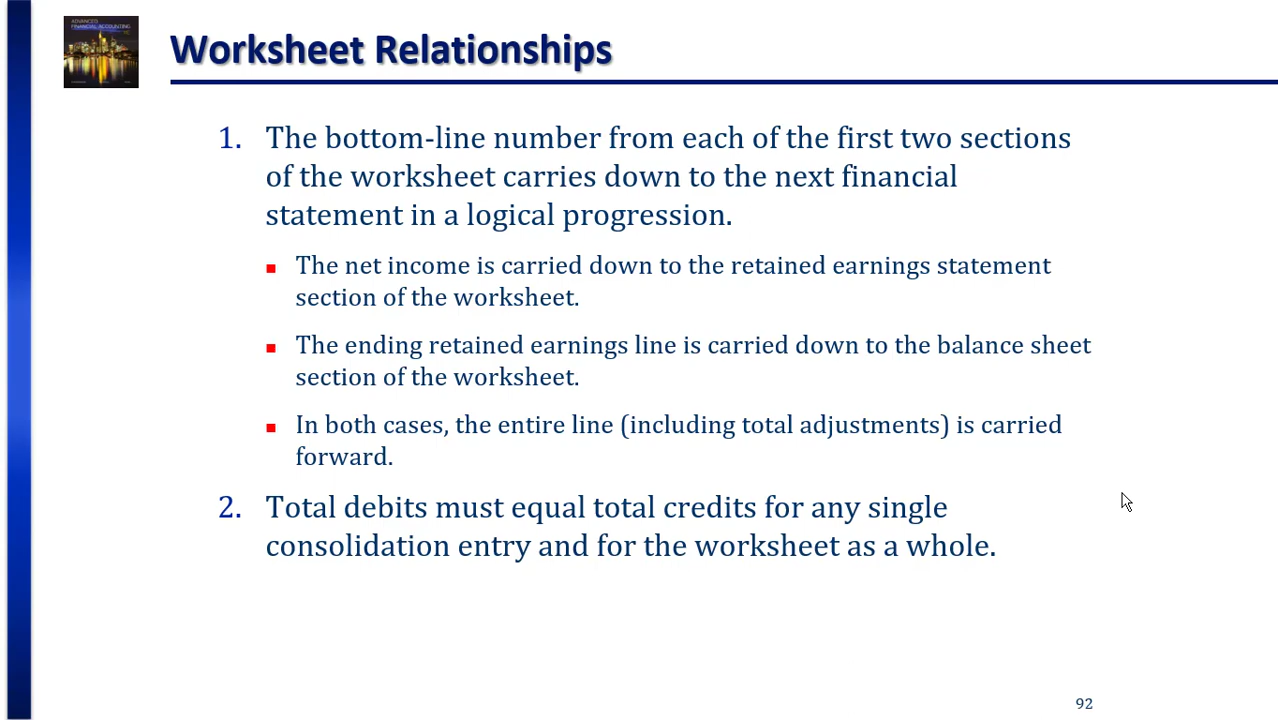 ADVANCED
FINANCIAL ACCOUNTING
Worksheet Relationships
1. The bottom-line number from each of the first two sections
of the worksheet carries down to the next financial
statement in a logical progression.
The net income is carried down to the retained earnings statement
section of the worksheet.
The ending retained earnings line is carried down to the balance sheet
section of the worksheet.
In both cases, the entire line (including total adjustments) is carried
forward.
2. Total debits must equal total credits for any single
consolidation entry and for the worksheet as a whole.
92